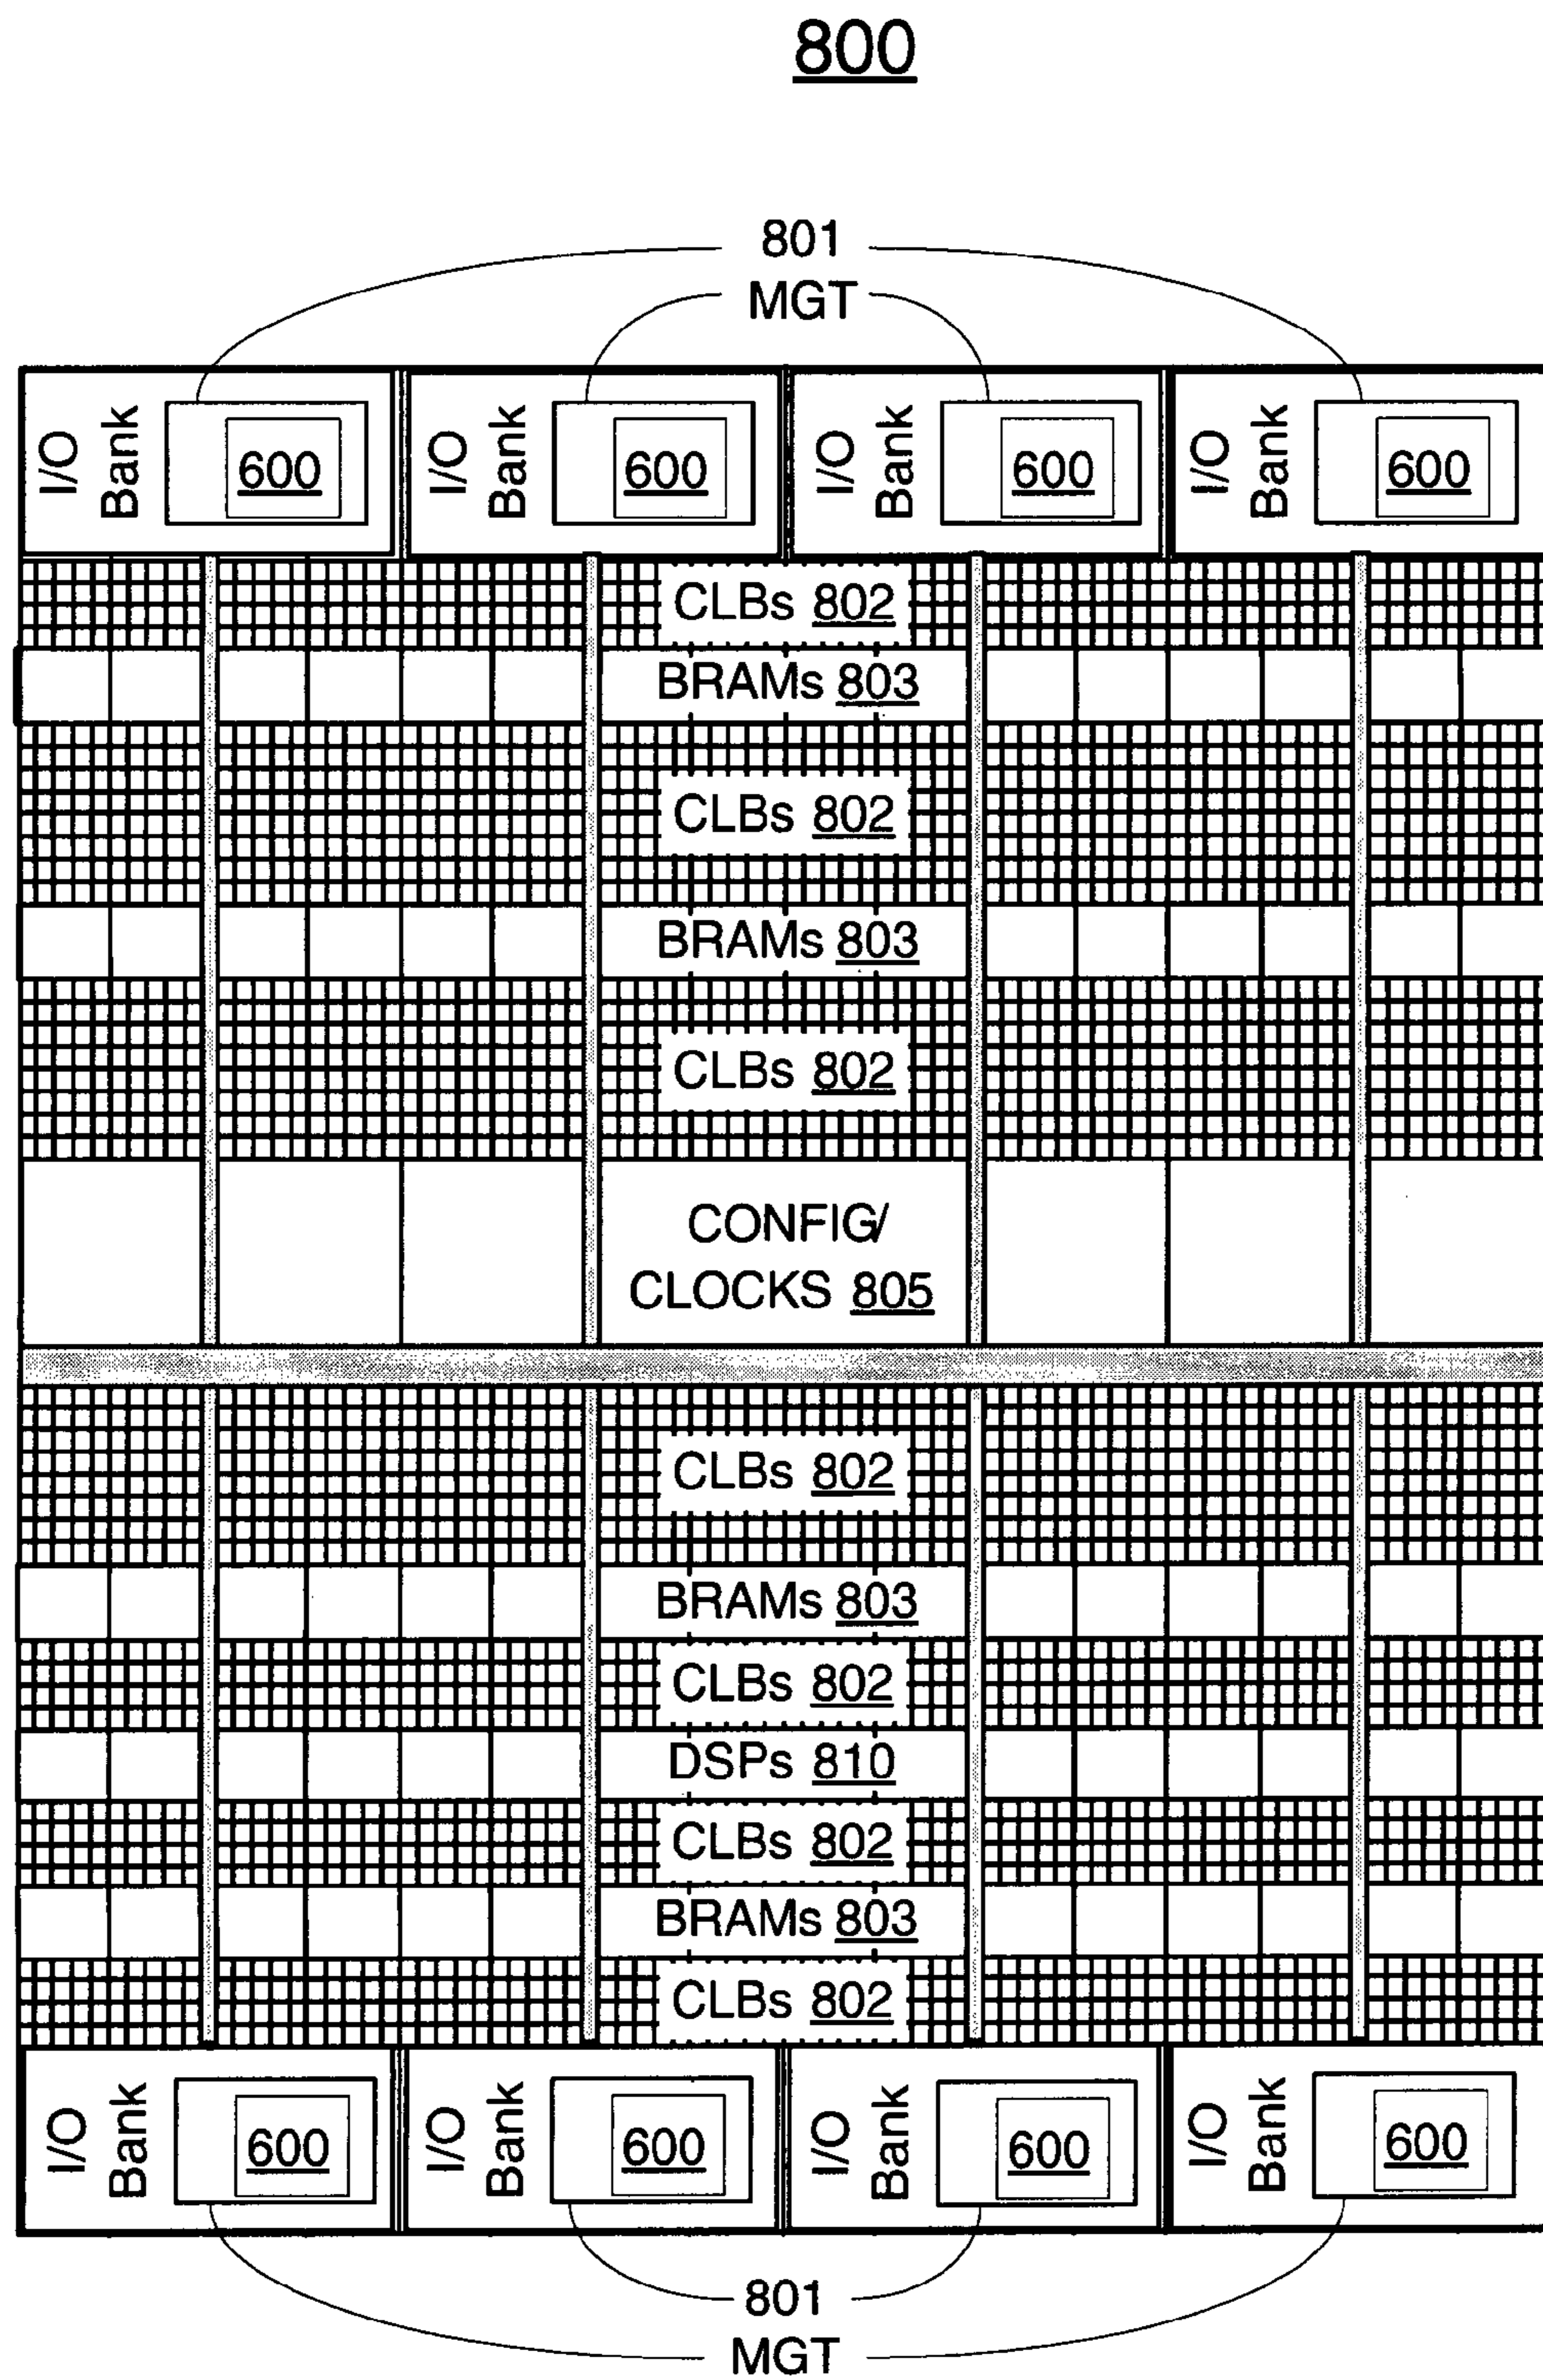 800
801
MGT
I/O Bank 600 I/O Bank 600 I/O Bank 600 I/O Bank 600
CLBs 802
BRAMs 803
CLBs 802
BRAMs 803
CLBs 802
CONFIG/
CLOCKS 805
CLBs 802
BRAMs 803
CLBs 802
DSPs 810
CLBs 802
BRAMs 803
CLBs 802
I/O Bank 600 I/O Bank 600 I/O Bank 600 I/O Bank 600
801
MGT